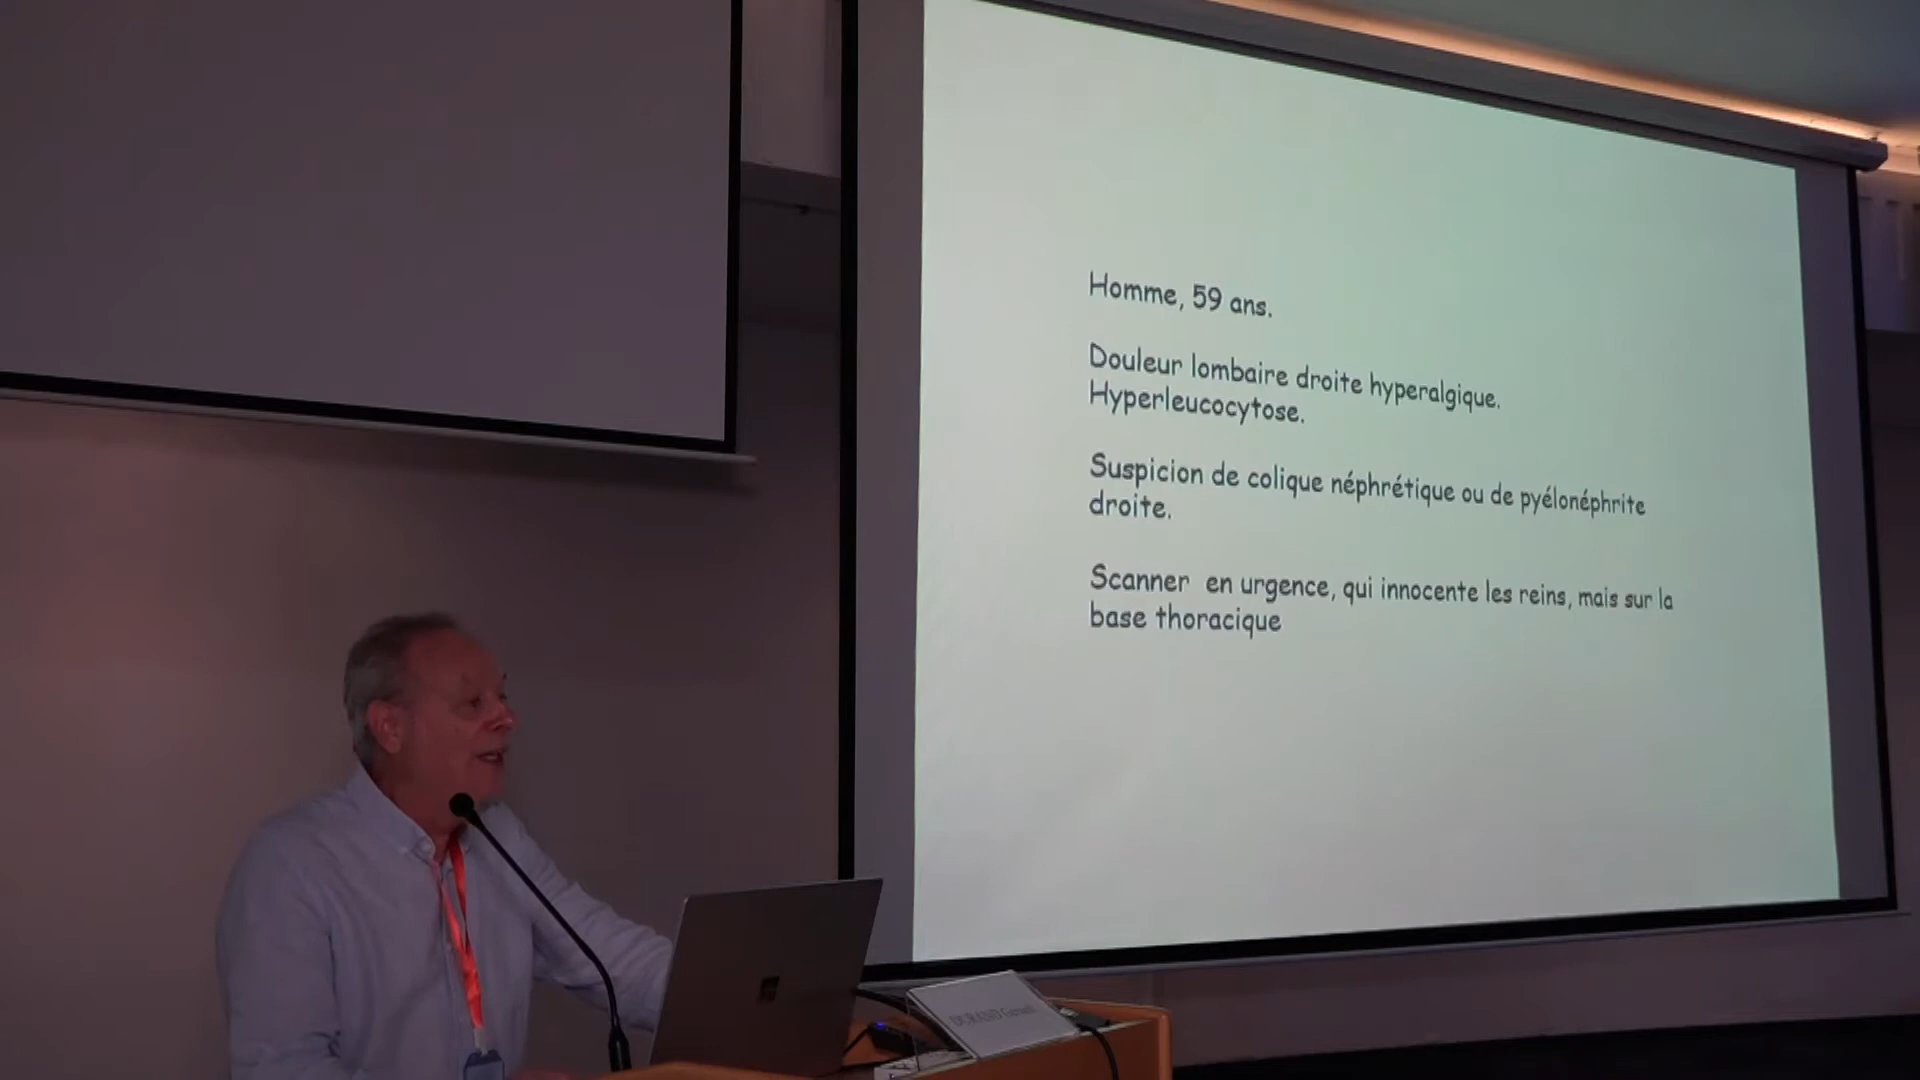 Homme, 59 ans.
Douleur lombaire droite hyperalgique.
Hyperleucocytose.
Suspicion de colique néphrétique ou de pyélonéphrite
droite.
Scanner en urgence, qui innocente les reins, mais sur la
base thoracique
DURAND